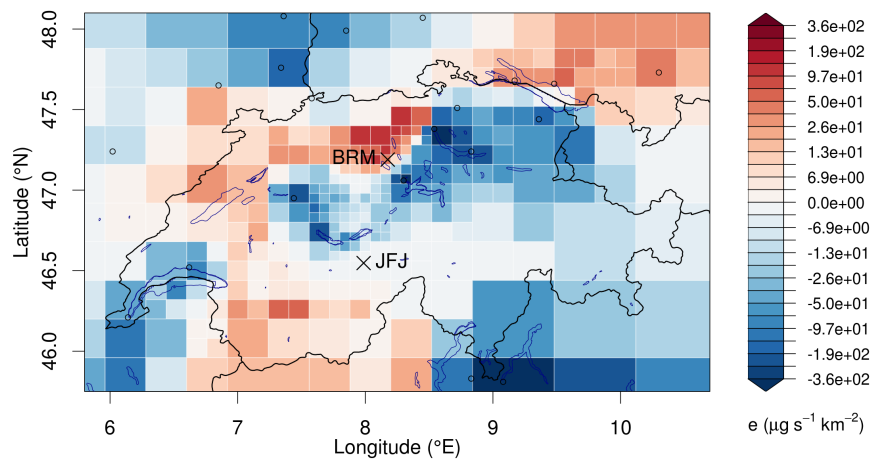 48.0
47.5
47.0
46.5
46.0
Latitude (°N)
BRM
JFJ
6
7
8
9
10
Longitude (°E)
3.6e+02
1.9e+02
9.7e+01
5.0e+01
2.6e+01
1.3e+01
6.9e+00
0.0e+00
-6.9e+00
-1.3e+01
-2.6e+01
-5.0e+01
-9.7e+01
-1.9e+02
-3.6e+02
e (μg s⁻¹ km⁻²)